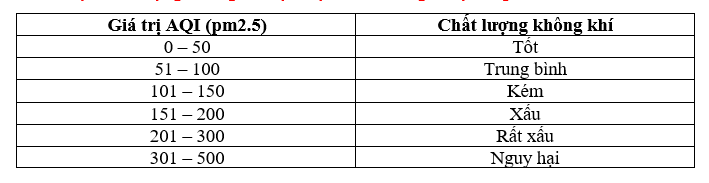 Giá trị AQI (pm2.5) Chất lượng không khí
0 – 50 Tốt
51 – 100 Trung bình
101 – 150 Kém
151 – 200 Xấu
201 – 300 Rất xấu
301 – 500 Nguy hại